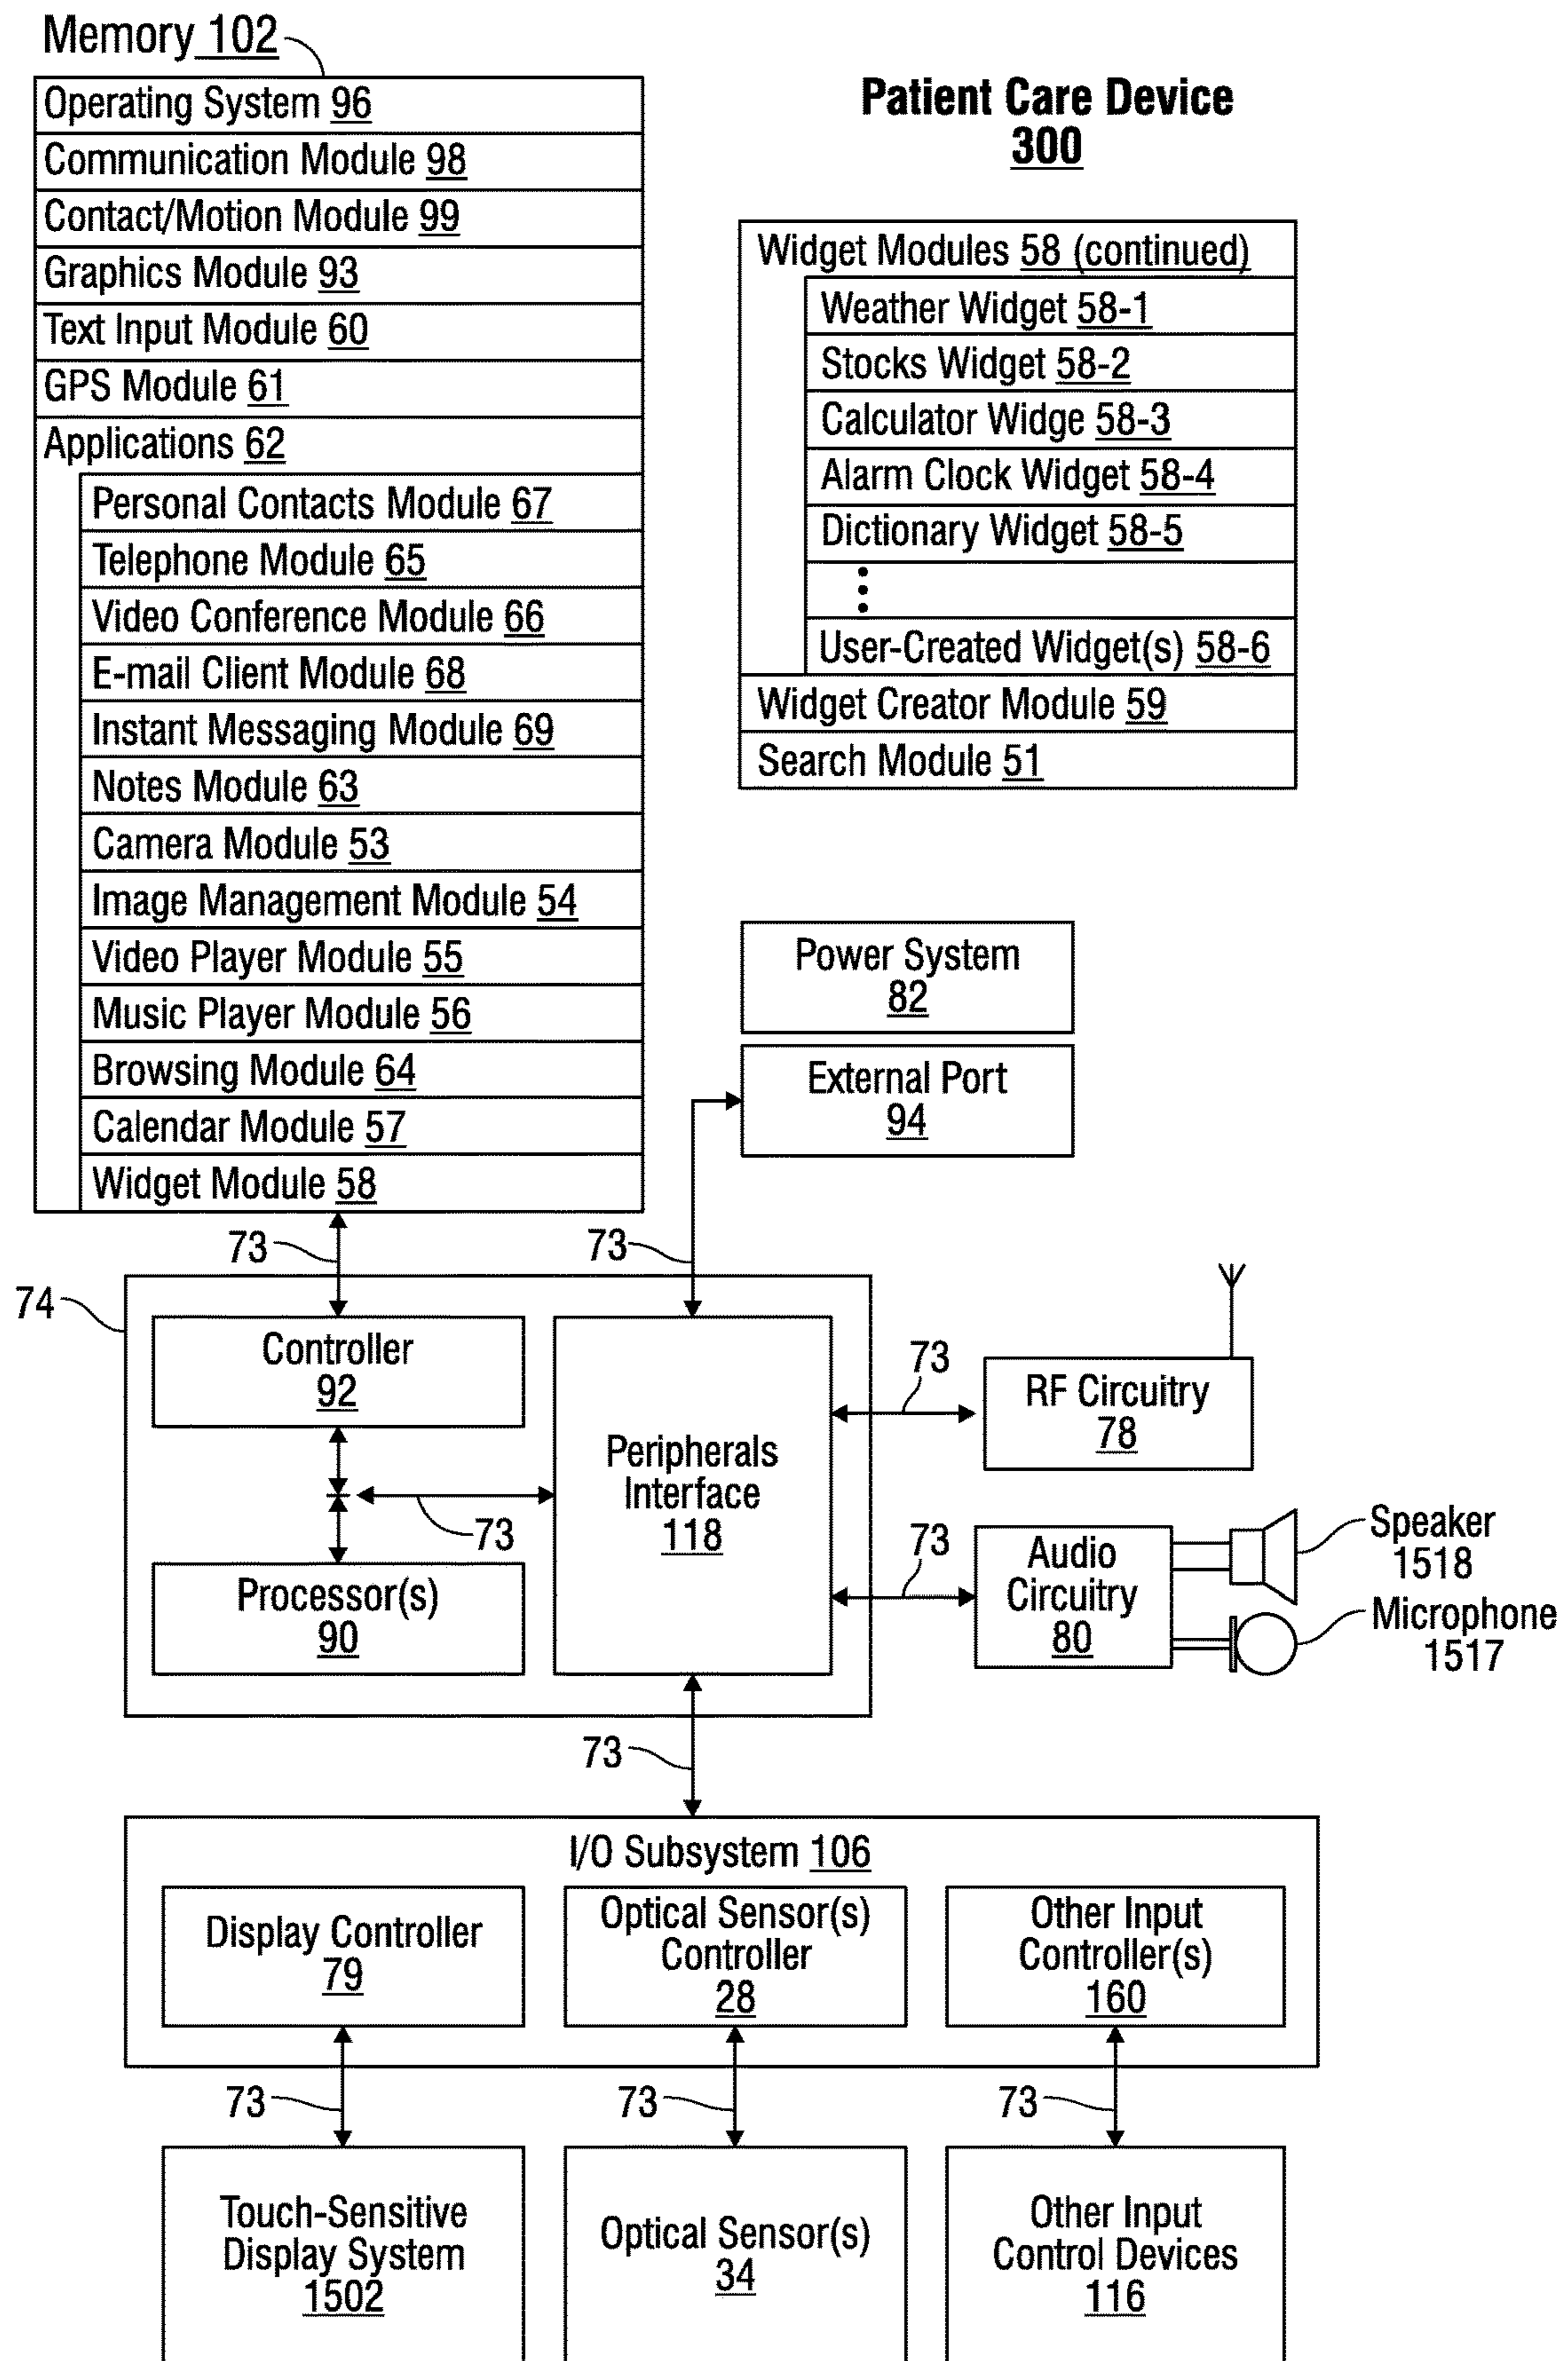 Memory 102
Operating System 96
Communication Module 98
Contact/Motion Module 99
Graphics Module 93
Text Input Module 60
GPS Module 61
Applications 62
Personal Contacts Module 67
Telephone Module 65
Video Conference Module 66
E-mail Client Module 68
Instant Messaging Module 69
Notes Module 63
Camera Module 53
Image Management Module 54
Video Player Module 55
Music Player Module 56
Browsing Module 64
Calendar Module 57
Widget Module 58
Patient Care Device
300
Widget Modules 58 (continued)
Weather Widget 58-1
Stocks Widget 58-2
Calculator Widge 58-3
Alarm Clock Widget 58-4
Dictionary Widget 58-5
User-Created Widget(s) 58-6
Widget Creator Module 59
Search Module 51
Power System
82
External Port
94
73
73
74
Controller
92
73
Processor(s)
90
Peripherals
Interface
118
73
RF Circuitry
78
73
Audio
Circuitry
80
Speaker
1518
Microphone
1517
73
I/O Subsystem 106
Display Controller
79
Optical Sensor(s)
Controller
28
Other Input
Controller(s)
160
73
73
73
Touch-Sensitive
Display System
1502
Optical Sensor(s)
34
Other Input
Control Devices
116